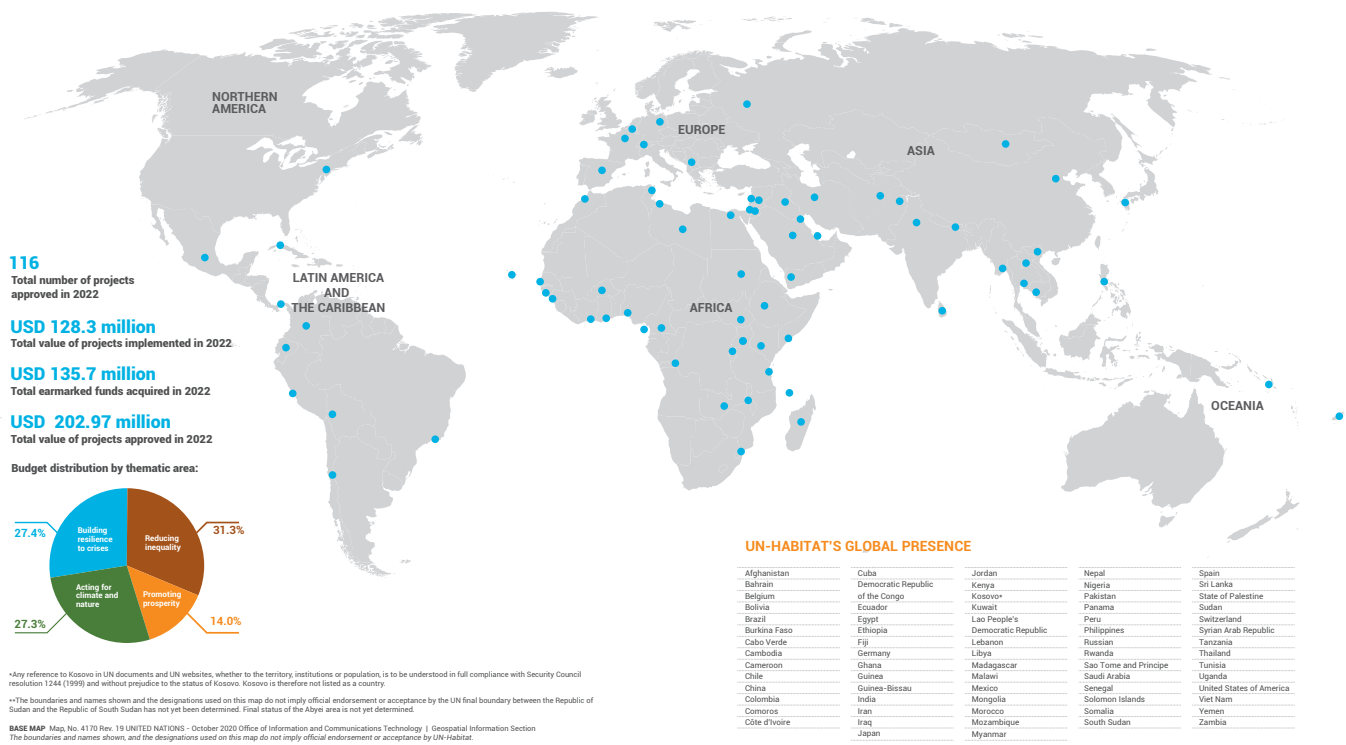 NORTHERN
AMERICA
EUROPE
ASIA
LATIN AMERICA
AND
THE CARIBBEAN
AFRICA
OCEANIA
116
Total number of projects
approved in 2022
USD 128.3 million
Total value of projects implemented in 2022
USD 135.7 million
Total earmarked funds acquired in 2022
USD 202.97 million
Total value of projects approved in 2022
Budget distribution by thematic area:
27.4%
Building
resilience
to crises
Reducing
inequality
31.3%
Acting for
climate and
nature
Promoting
prosperity
27.3%
14.0%
UN-HABITAT'S GLOBAL PRESENCE
Afghanistan
Bahrain
Belgium
Bolivia
Brazil
Burkina Faso
Cabo Verde
Cambodia
Cameroon
Chile
China
Colombia
Comoros
Côte d'Ivoire
Cuba
Democratic Republic
of the Congo
Ecuador
Egypt
Ethiopia
Fiji
Germany
Ghana
Guinea
Guinea-Bissau
India
Iran
Iraq
Japan
Jordan
Kenya
Kosovo*
Kuwait
Lao People's
Democratic Republic
Lebanon
Libya
Madagascar
Malawi
Mexico
Mongolia
Morocco
Mozambique
Myanmar
Nepal
Nigeria
Pakistan
Panama
Peru
Philippines
Russian
Rwanda
Sao Tome and Principe
Saudi Arabia
Senegal
Solomon Islands
Somalia
South Sudan
Spain
Sri Lanka
State of Palestine
Sudan
Switzerland
Syrian Arab Republic
Tanzania
Thailand
Tunisia
Uganda
United States of America
Viet Nam
Yemen
Zambia
*Any reference to Kosovo in UN documents and UN websites, whether to the territory, institutions or population, is to be understood in full compliance with Security Council
resolution 1244 (1999) and without prejudice to the status of Kosovo. Kosovo is therefore not listed as a country.
**The boundaries and names shown and the designations used on this map do not imply official endorsement or acceptance by the UN final boundary between the Republic of
Sudan and the Republic of South Sudan has not yet been determined. Final status of the Abyei area is not yet determined.
BASE MAP Map, No. 4170 Rev. 19 UNITED NATIONS - October 2020 Office of Information and Communications Technology | Geospatial Information Section
The boundaries and names shown, and the designations used on this map do not imply official endorsement or acceptance by UN-Habitat.